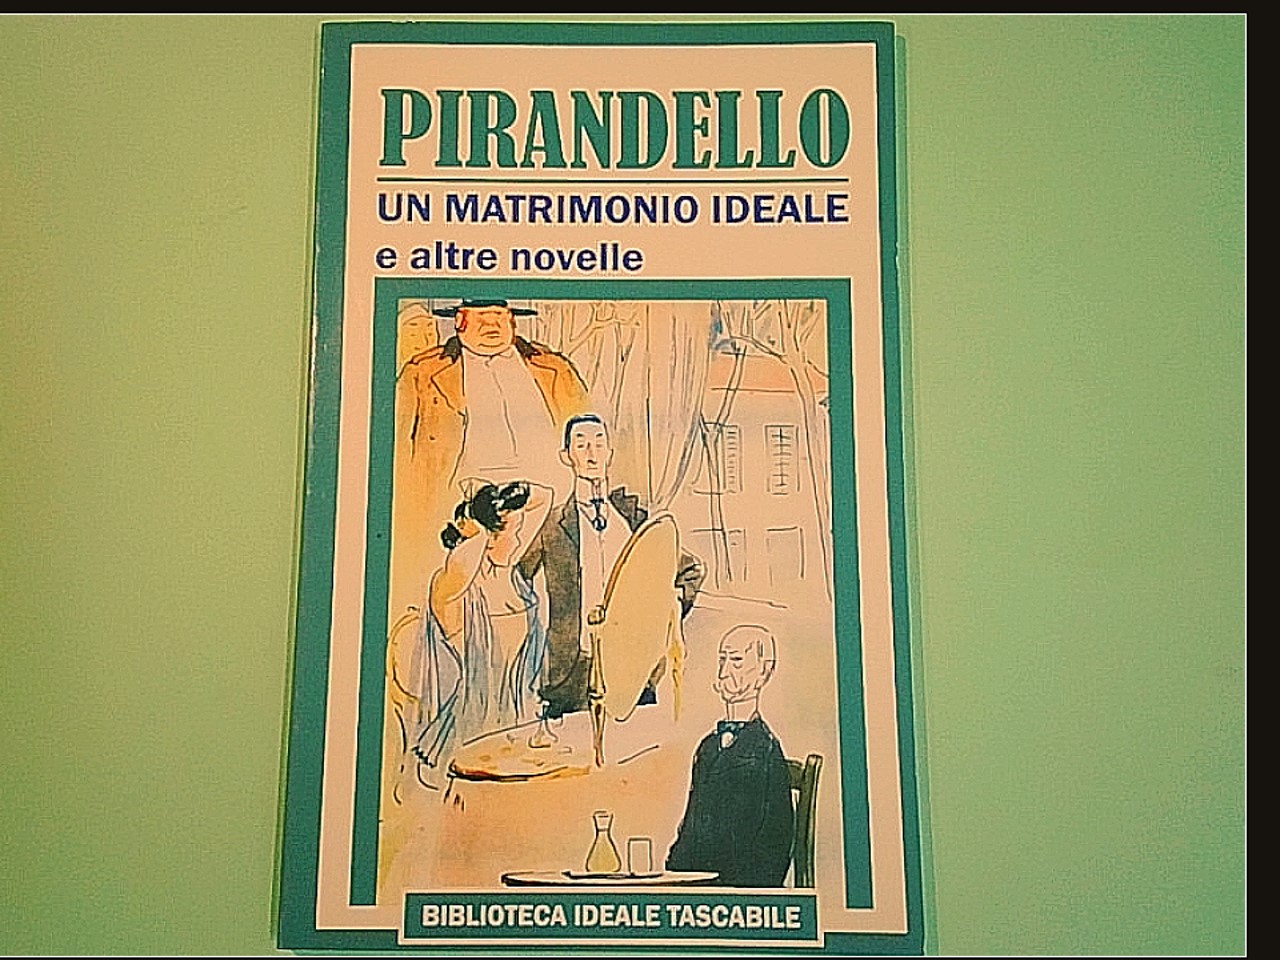 PIRANDELLO
UN MATRIMONIO IDEALE
e altre novelle
BIBLIOTECA IDEALE TASCABILE